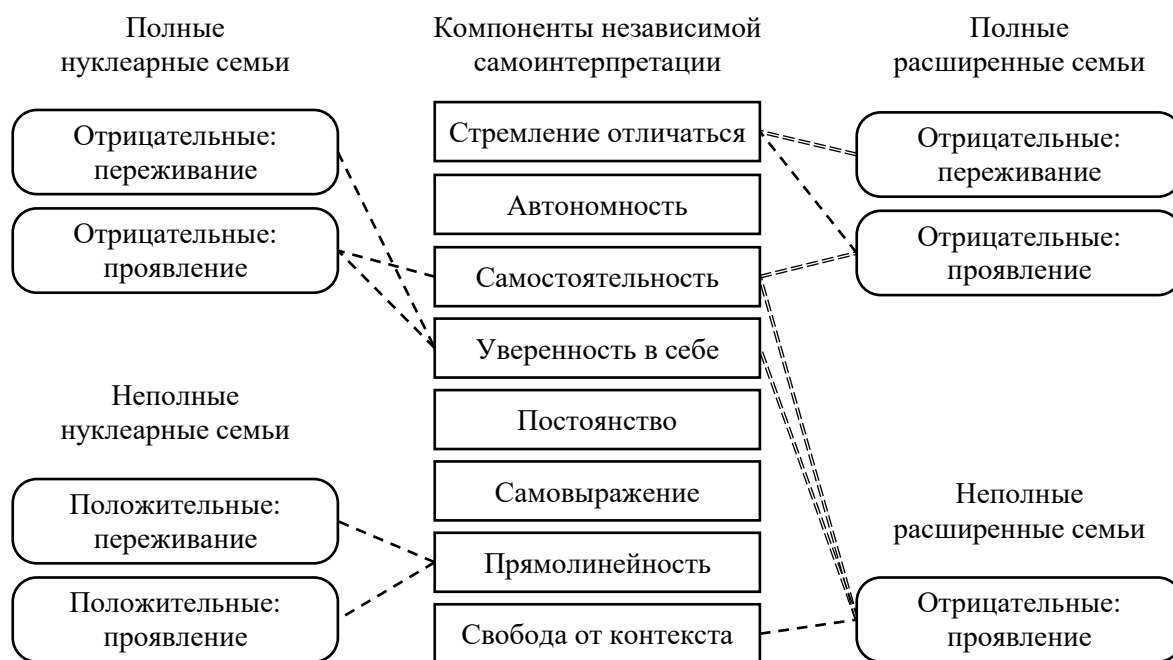 Полные
нуклеарные семьи
Отрицательные:
переживание
Отрицательные:
проявление
Неполные
нуклеарные семьи
Положительные:
переживание
Положительные:
проявление
Компоненты независимой
самоинтерпретации
Стремление отличаться
Автономность
Самостоятельность
Уверенность в себе
Постоянство
Самовыражение
Прямолинейность
Свобода от контекста
Полные
расширенные семьи
Отрицательные:
переживание
Отрицательные:
проявление
Неполные
расширенные семьи
Отрицательные:
проявление